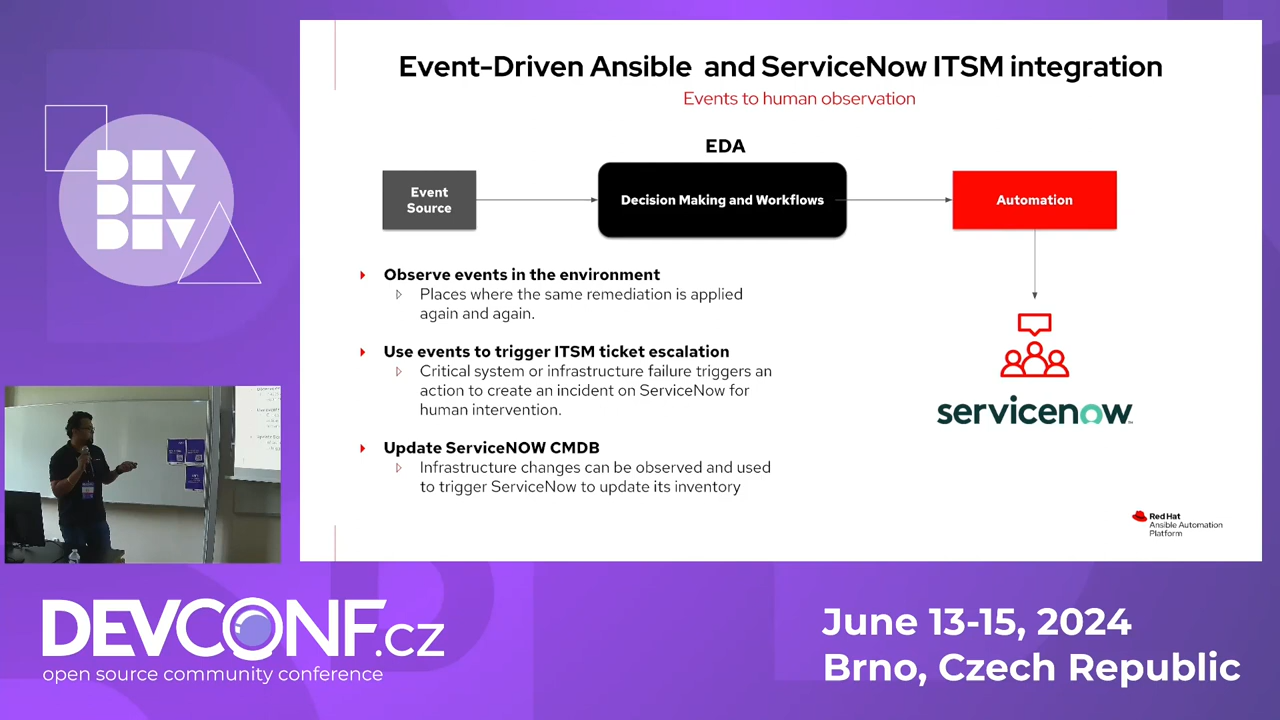 DEV
DEV
DEV
Event-Driven Ansible and ServiceNow ITSM integration
Events to human observation
EDA
Event
Source
Decision Making and Workflows
Automation
Observe events in the environment
Places where the same remediation is applied
again and again.
Use events to trigger ITSM ticket escalation
Critical system or infrastructure failure triggers an
action to create an incident on ServiceNow for
human intervention.
Update ServiceNOW CMDB
Infrastructure changes can be observed and used
to trigger ServiceNow to update its inventory
servicenow
Red Hat
Ansible Automation
Platform
DEVCONF.cz
open source community conference
June 13-15, 2024
Brno, Czech Republic